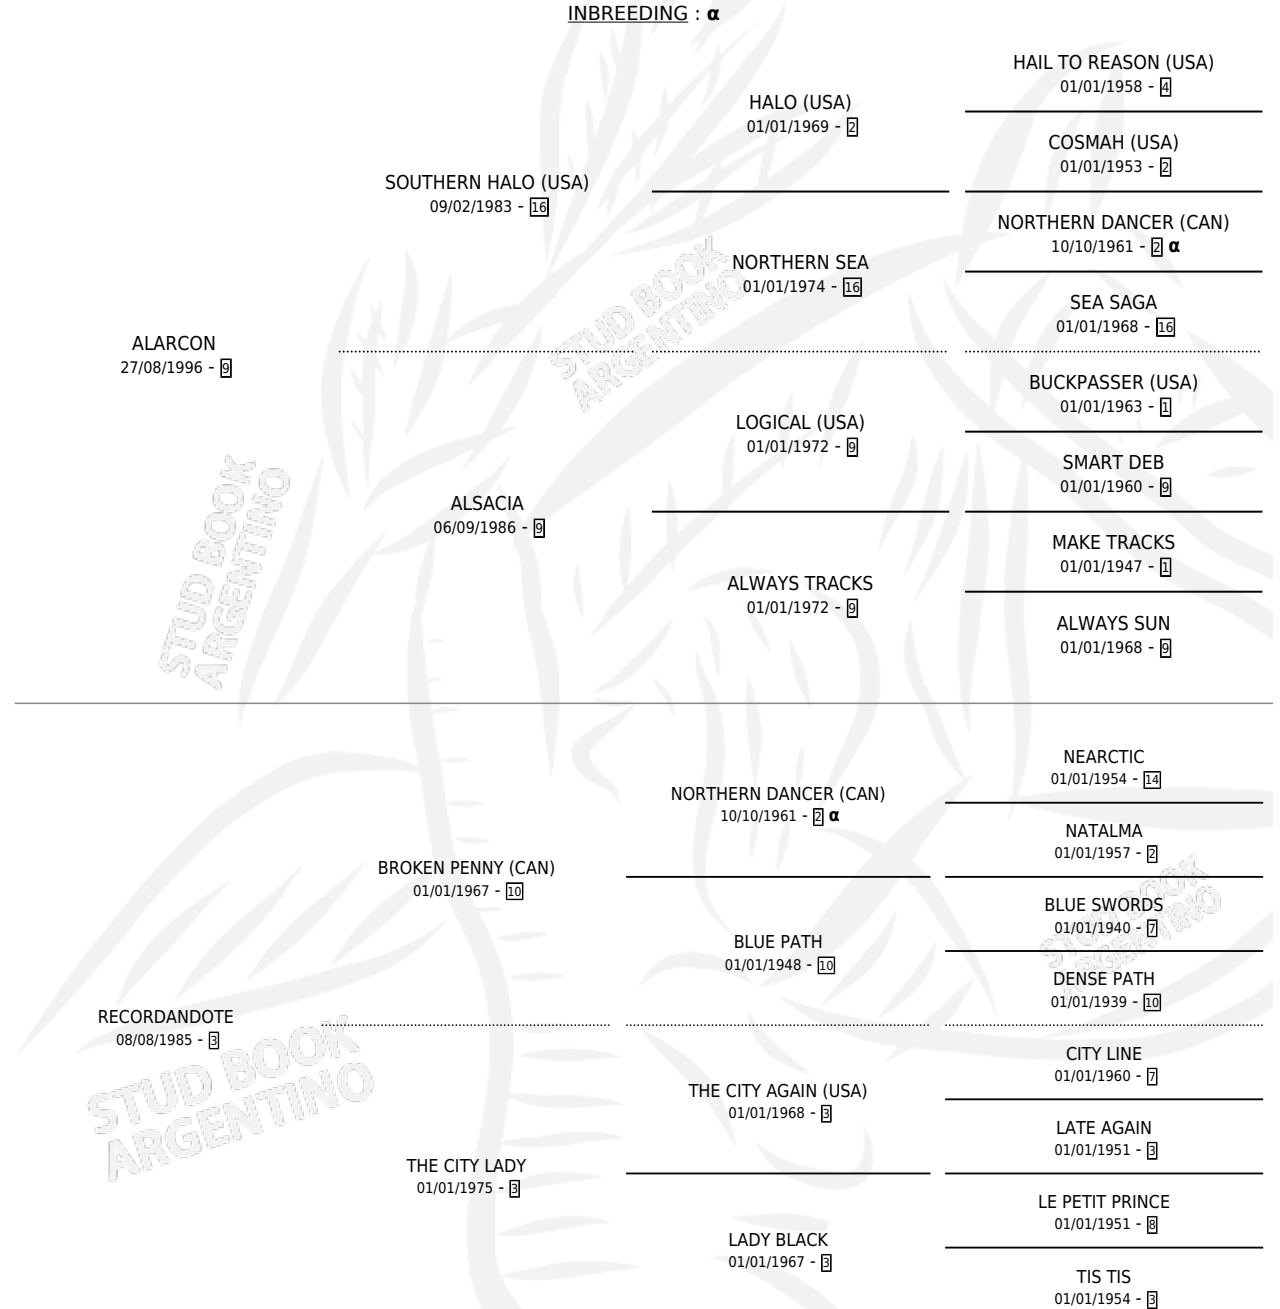 INBREEDING : α
HAIL TO REASON (USA)
01/01/1958 - 4
HALO (USA)
01/01/1969 - 2
COSMAH (USA)
01/01/1953 - 2
SOUTHERN HALO (USA)
09/02/1983 - 16
NORTHERN DANCER (CAN)
10/10/1961 - 2 α
NORTHERN SEA
01/01/1974 - 16
SEA SAGA
01/01/1968 - 16
ALARCON
27/08/1996 - 9
BUCKPASSER (USA)
01/01/1963 - 1
LOGICAL (USA)
01/01/1972 - 9
SMART DEB
01/01/1960 - 9
ALSACIA
06/09/1986 - 9
MAKE TRACKS
01/01/1947 - 1
ALWAYS TRACKS
01/01/1972 - 9
ALWAYS SUN
01/01/1968 - 9
NEARCTIC
01/01/1954 - 14
NORTHERN DANCER (CAN)
10/10/1961 - 2 α
NATALMA
01/01/1957 - 2
BROKEN PENNY (CAN)
01/01/1967 - 10
BLUE SWORDS
01/01/1940 - 7
BLUE PATH
01/01/1948 - 10
DENSE PATH
01/01/1939 - 10
RECORDANDOTE
08/08/1985 - 3
CITY LINE
01/01/1960 - 7
THE CITY AGAIN (USA)
01/01/1968 - 3
LATE AGAIN
01/01/1951 - 3
THE CITY LADY
01/01/1975 - 3
LE PETIT PRINCE
01/01/1951 - 8
LADY BLACK
01/01/1967 - 3
TIS TIS
01/01/1954 - 3
STUD BOOK
ARGENTINO
STUD BOOK
ARGENTINO
STUD BOOK
ARGENTINO
STUD BOOK
ARGENTINO